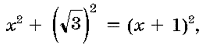 x² + (√3)² = (x + 1)²,